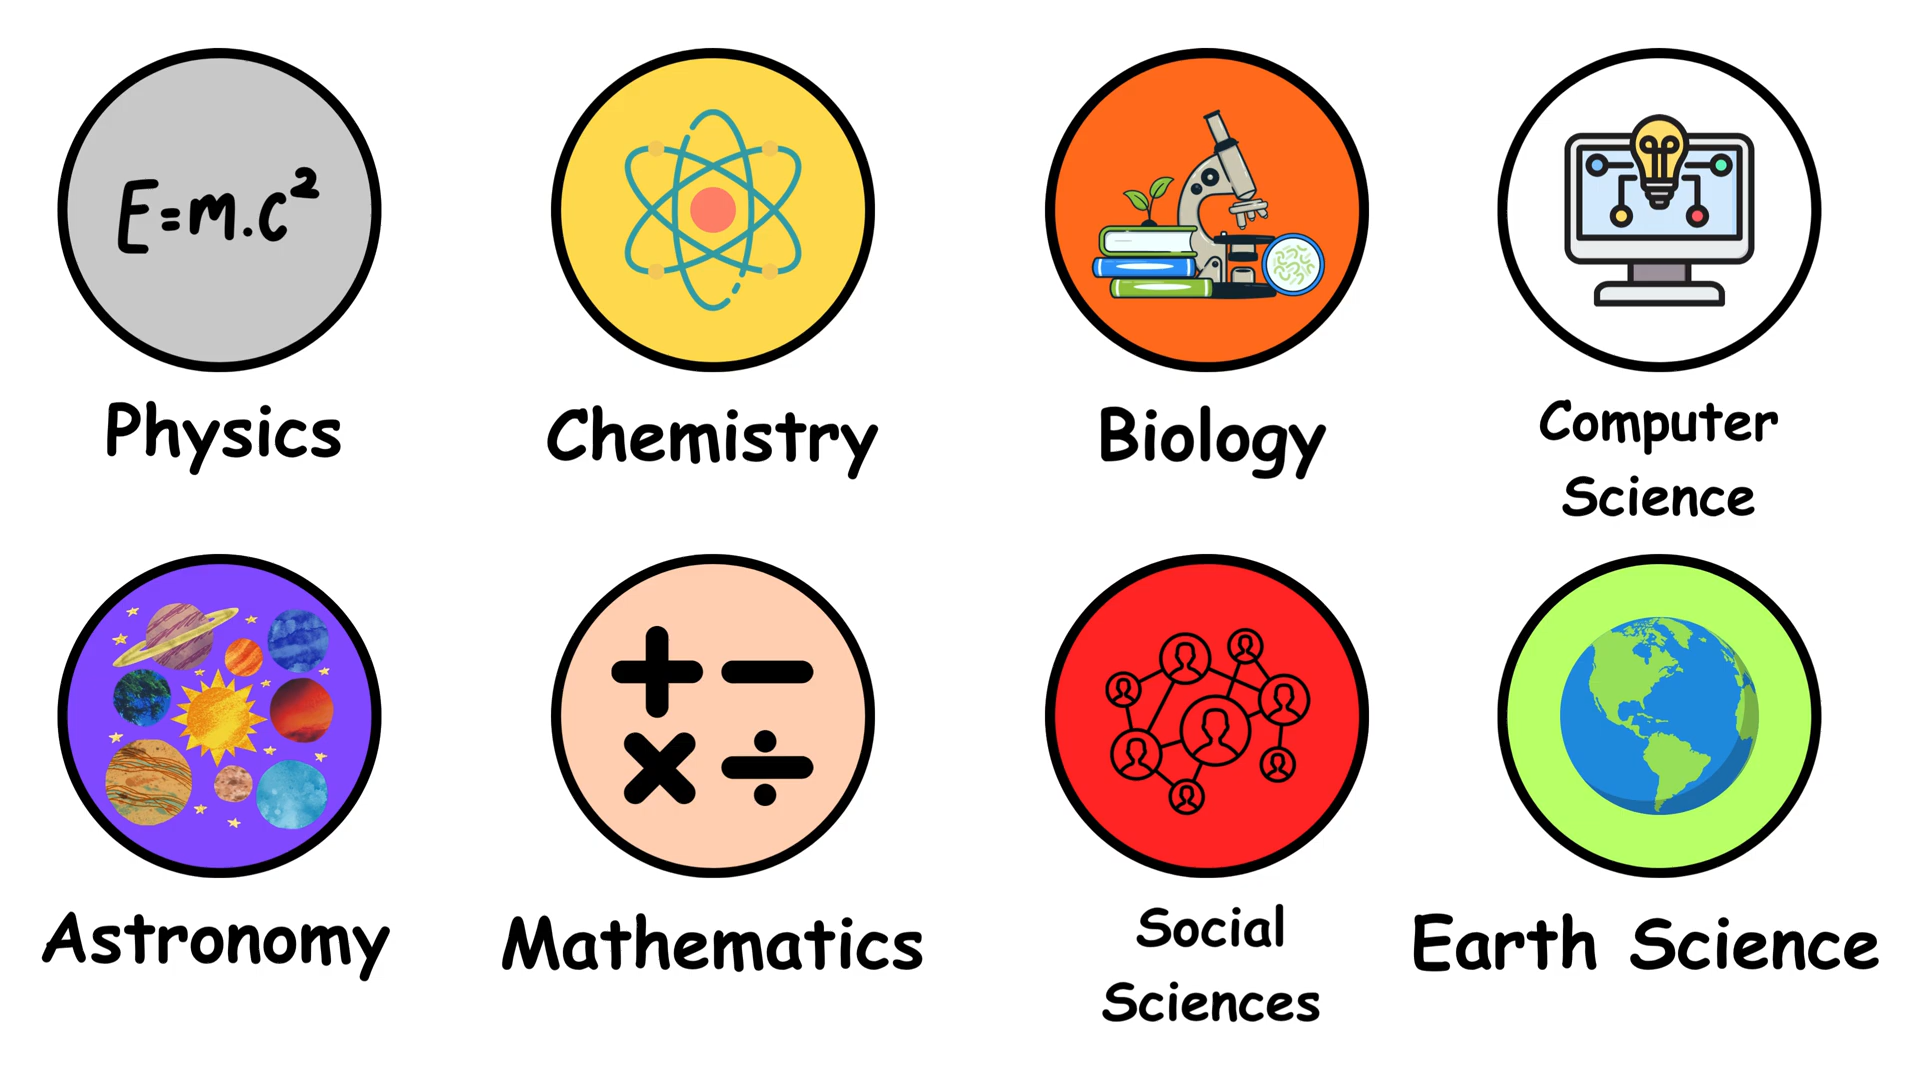 E=m.c²
Physics
Chemistry
Biology
Computer
Science
Astronomy
Mathematics
Social
Sciences
Earth Science